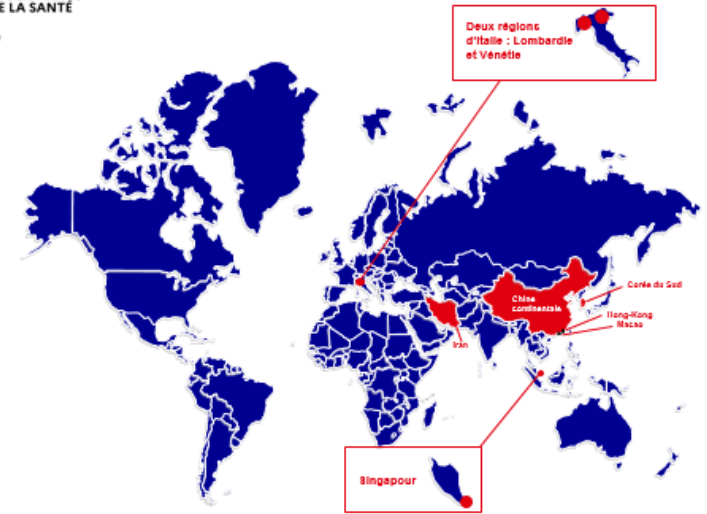 E LA SANTÉ
Deux régions
d'Italie : Lombardie
et Vénétie
Chine
continentale
Corée du Sud
Hong-Kong
Macao
Iran
Singapour